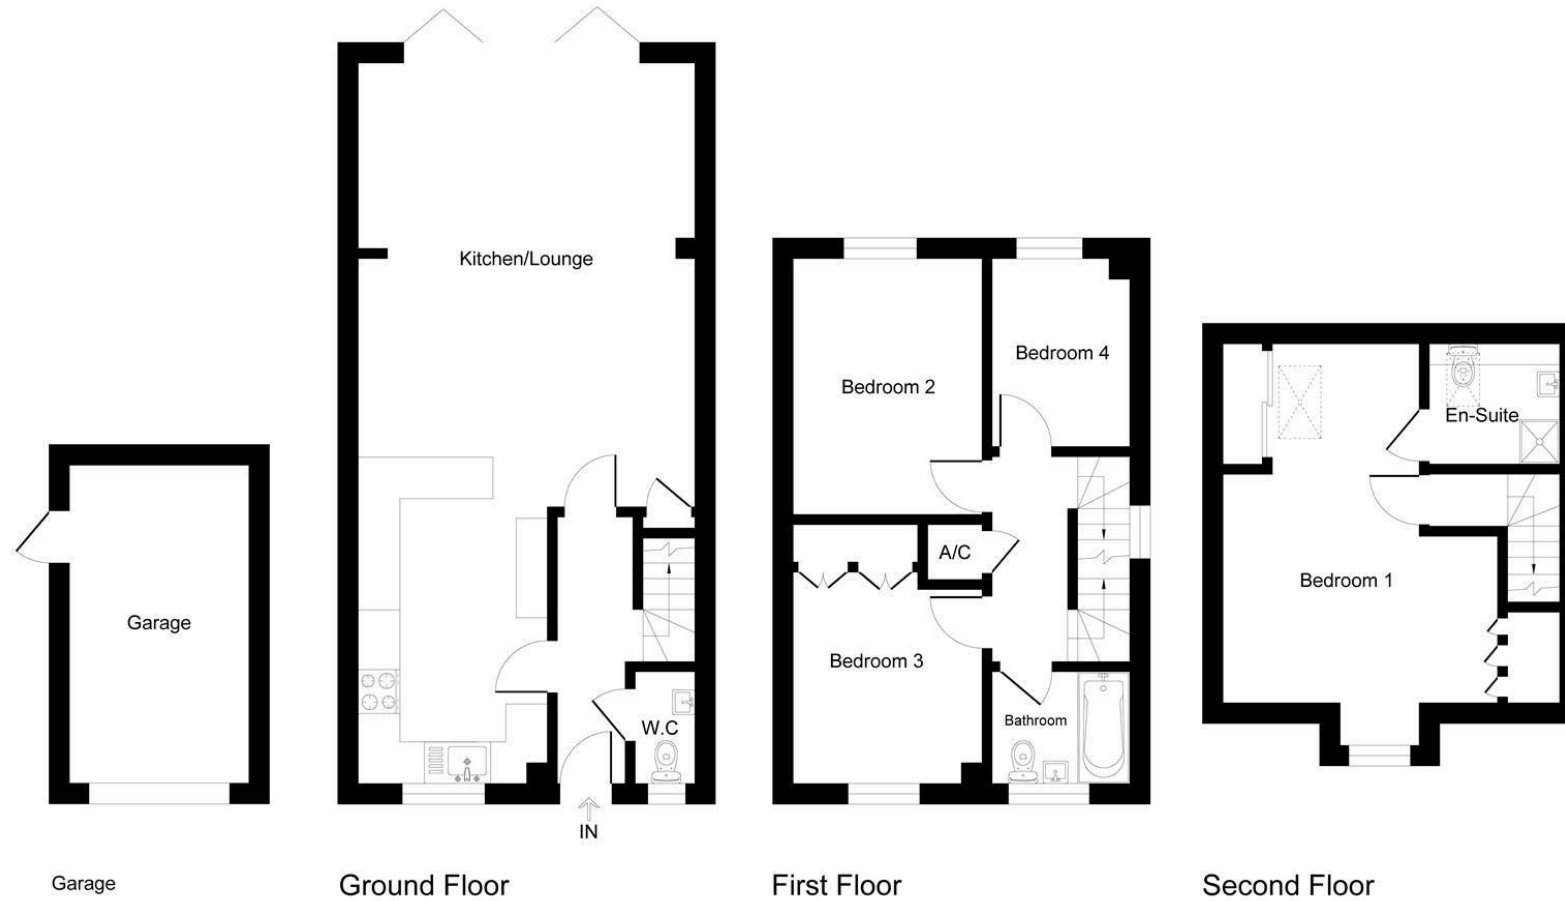 Kitchen/Lounge
W.C
IN
Garage
Garage
Ground Floor
Bedroom 2
Bedroom 4
A/C
Bedroom 3
Bathroom
First Floor
En-Suite
Bedroom 1
Second Floor